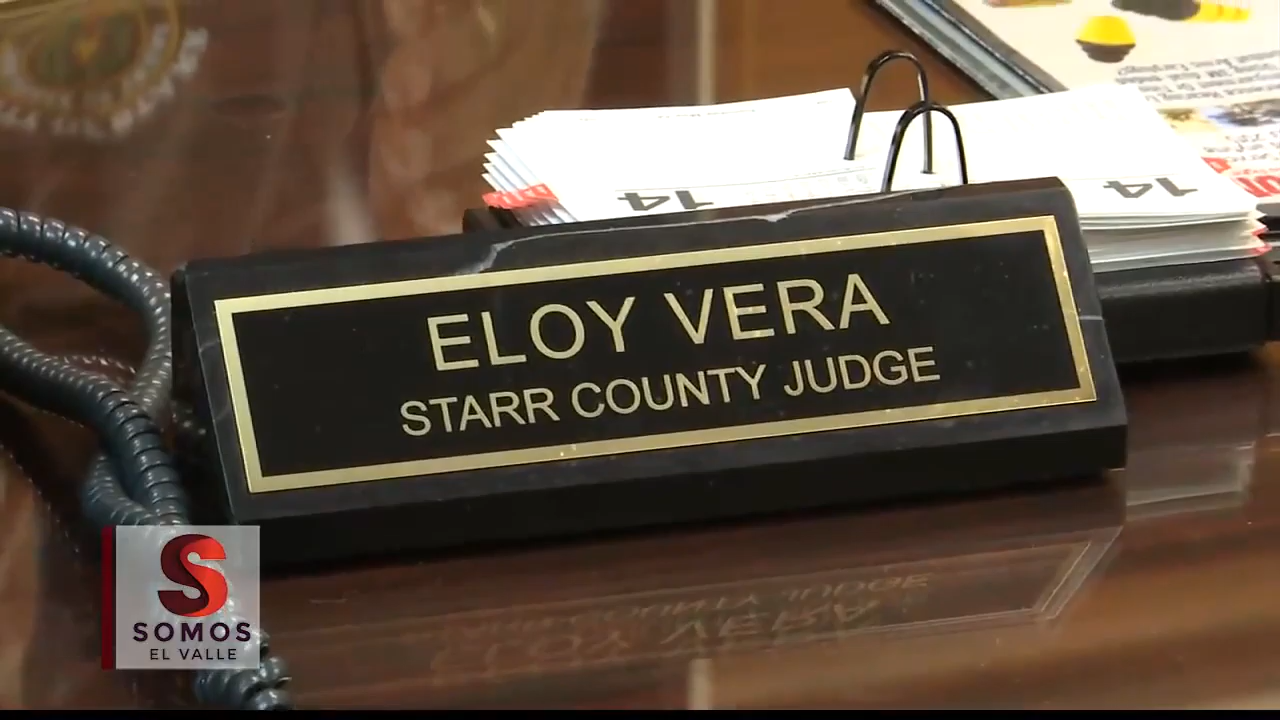 14
14
ELOY VERA
STARR COUNTY JUDGE
SOMOS
EL VALLE